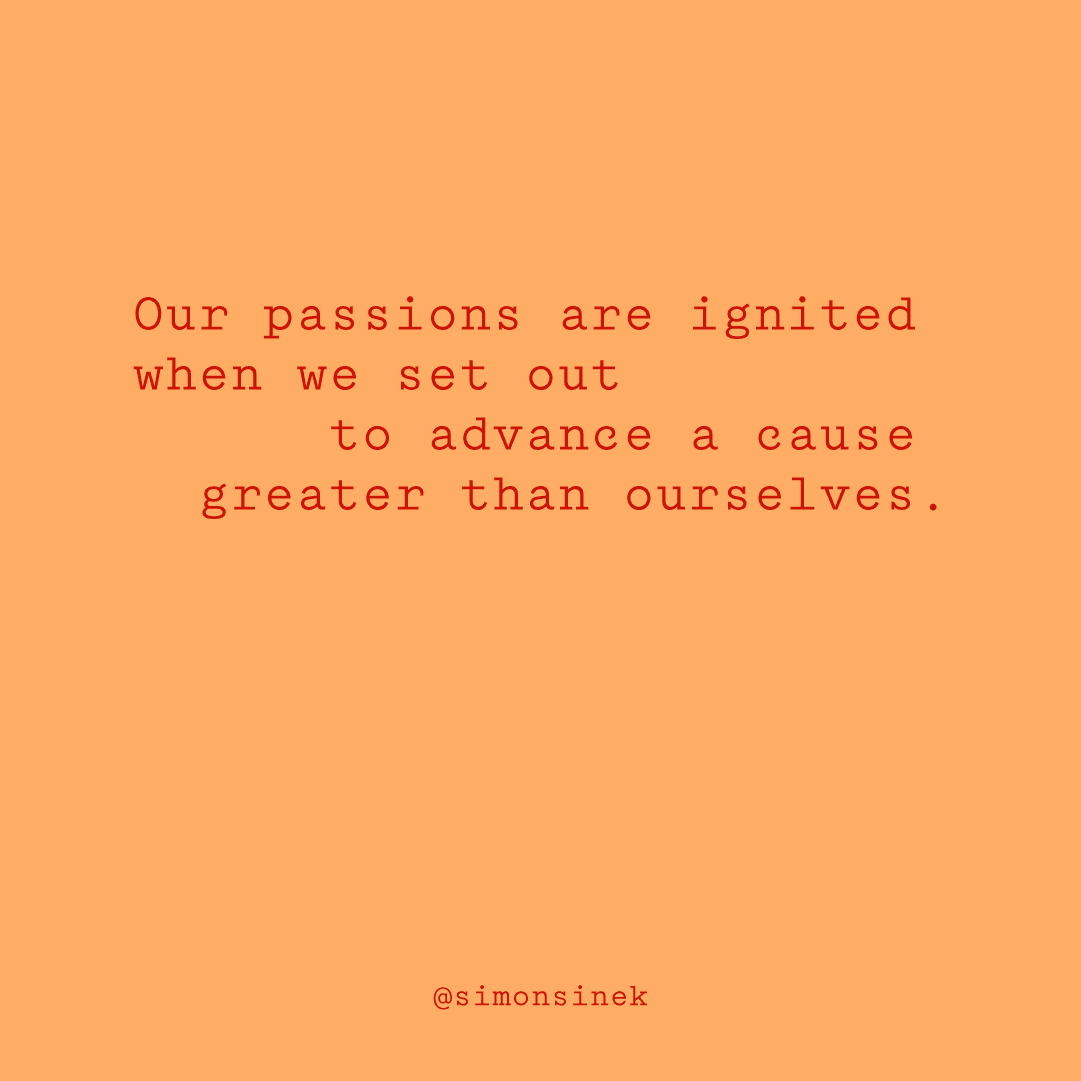 Our passions are ignited
when we set out
to advance a cause
greater than ourselves.
@simonsinek